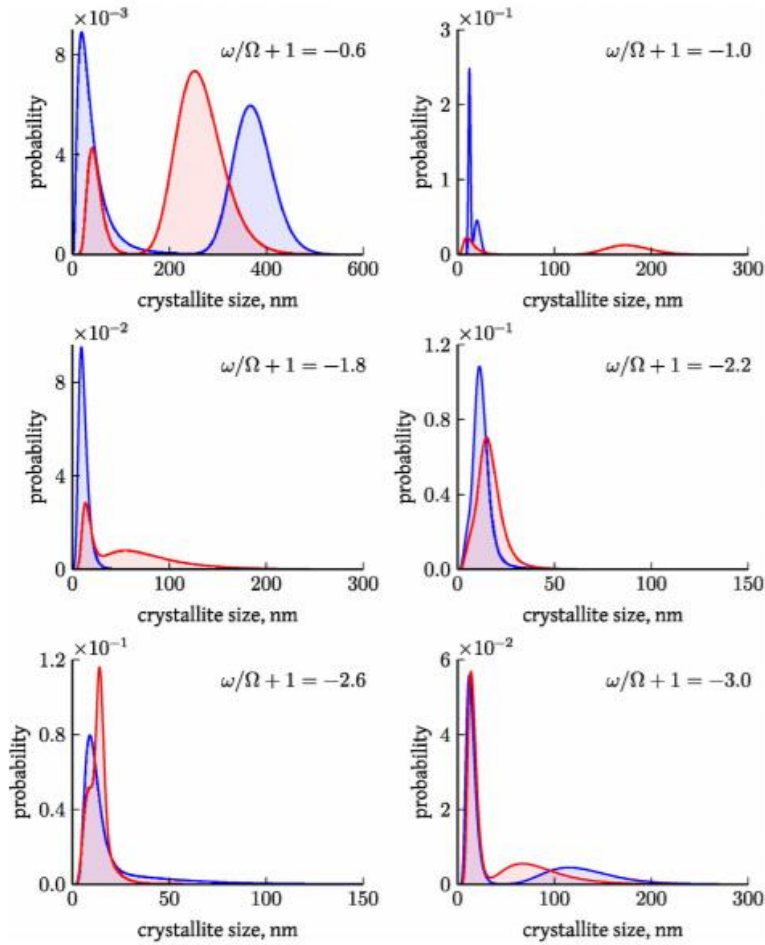 ×10⁻³
ω/Ω + 1 = −0.6
probability
8
4
0
0 200 400 600
crystallite size, nm
×10⁻¹
ω/Ω + 1 = −1.0
probability
3
2
1
0
0 100 200 300
crystallite size, nm
×10⁻²
ω/Ω + 1 = −1.8
probability
8
4
0
0 100 200 300
crystallite size, nm
×10⁻¹
ω/Ω + 1 = −2.2
probability
1.2
0.8
0.4
0.0
0 50 100 150
crystallite size, nm
×10⁻¹
ω/Ω + 1 = −2.6
probability
1.2
0.8
0.4
0.0
0 50 100 150
crystallite size, nm
×10⁻²
ω/Ω + 1 = −3.0
probability
6
4
2
0
0 100 200 300
crystallite size, nm